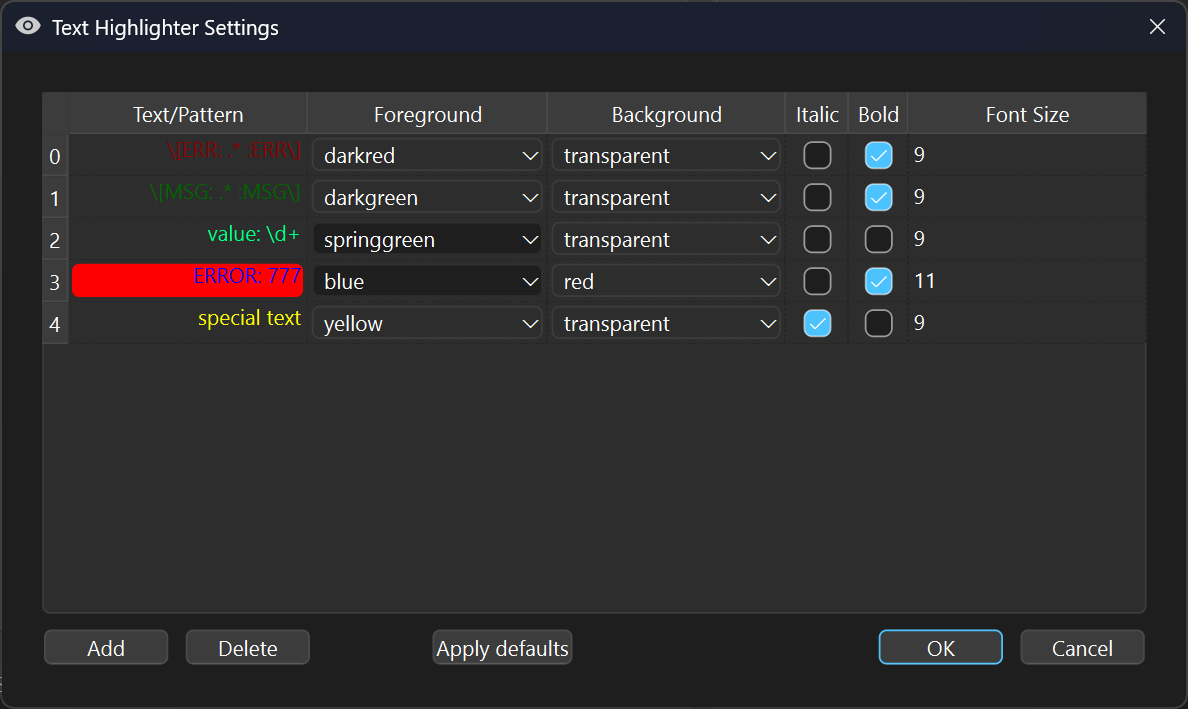 Text Highlighter Settings
Text/Pattern Foreground Background Italic Bold Font Size
0 \[ERR: .* :ERR\] darkred transparent 9
1 \[MSG: .* :MSG\] darkgreen transparent 9
2 value: \d+ springgreen transparent 9
3 ERROR: 777 blue red 11
4 special text yellow transparent 9
Add Delete Apply defaults OK Cancel